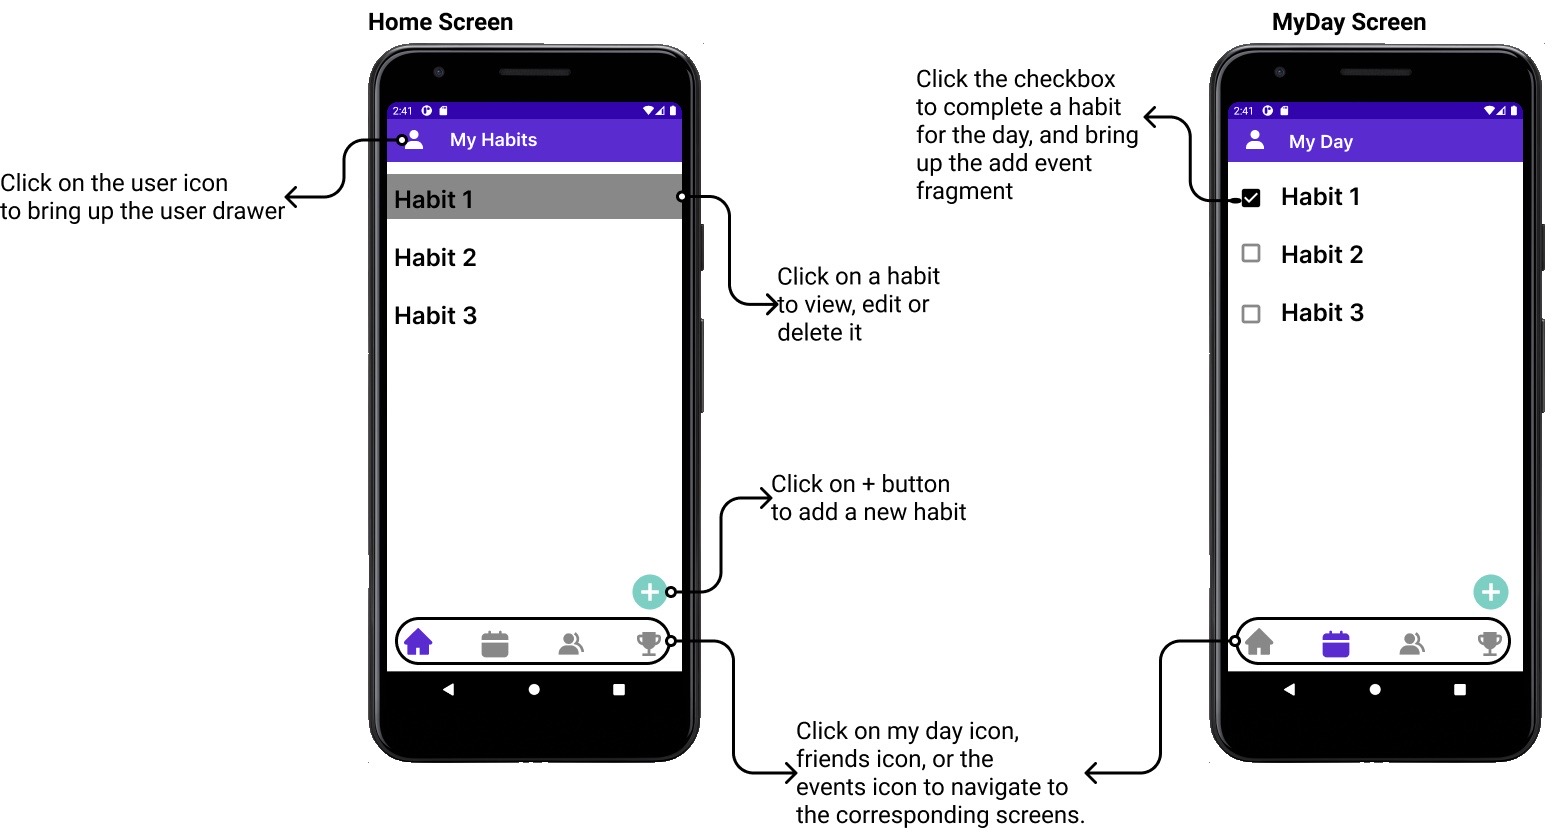 Home Screen
MyDay Screen
2:41
My Habits
Habit 1
Habit 2
Habit 3
Click on the user icon
to bring up the user drawer
Click on a habit
to view, edit or
delete it
Click on + button
to add a new habit
Click the checkbox
to complete a habit
for the day, and bring
up the add event
fragment
2:41
My Day
Habit 1
Habit 2
Habit 3
Click on my day icon,
friends icon, or the
events icon to navigate to
the corresponding screens.